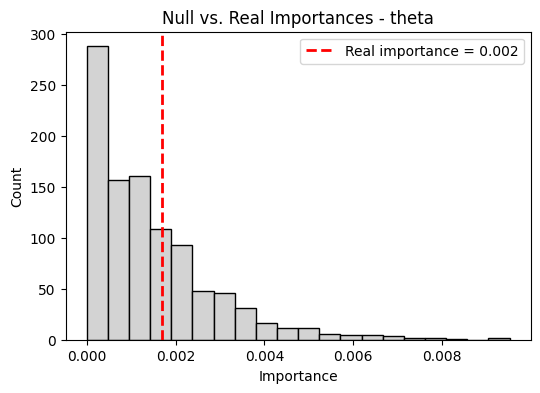 Null vs. Real Importances - theta
Real importance = 0.002
300
250
200
150
100
50
0
Count
0.000 0.002 0.004 0.006 0.008
Importance